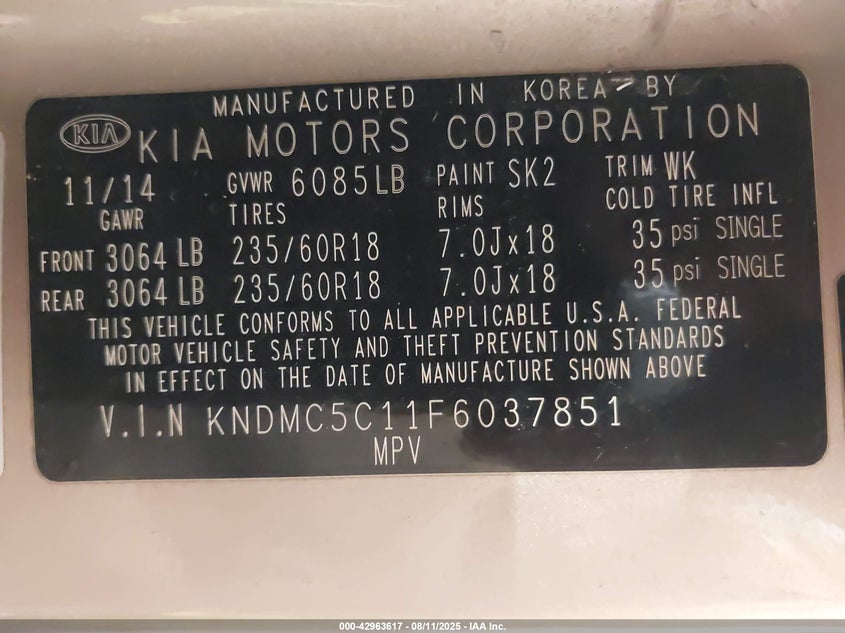 MANUFACTURED IN KOREA BY
KIA KIA MOTORS CORPORATION
11/14 GVWR 6085LB PAINT SK2 TRIM WK
GAWR TIRES RIMS COLD TIRE INFL
FRONT 3064 LB 235/60R18 7.0Jx18 35 psi SINGLE
REAR 3064 LB 235/60R18 7.0Jx18 35 psi SINGLE
THIS VEHICLE CONFORMS TO ALL APPLICABLE U.S.A. FEDERAL
MOTOR VEHICLE SAFETY AND THEFT PREVENTION STANDARDS
IN EFFECT ON THE DATE OF MANUFACTURE SHOWN ABOVE
V.I.N KNDMC5C11F6037851
MPV
000-42963617 - 08/11/2025 - IAA Inc.